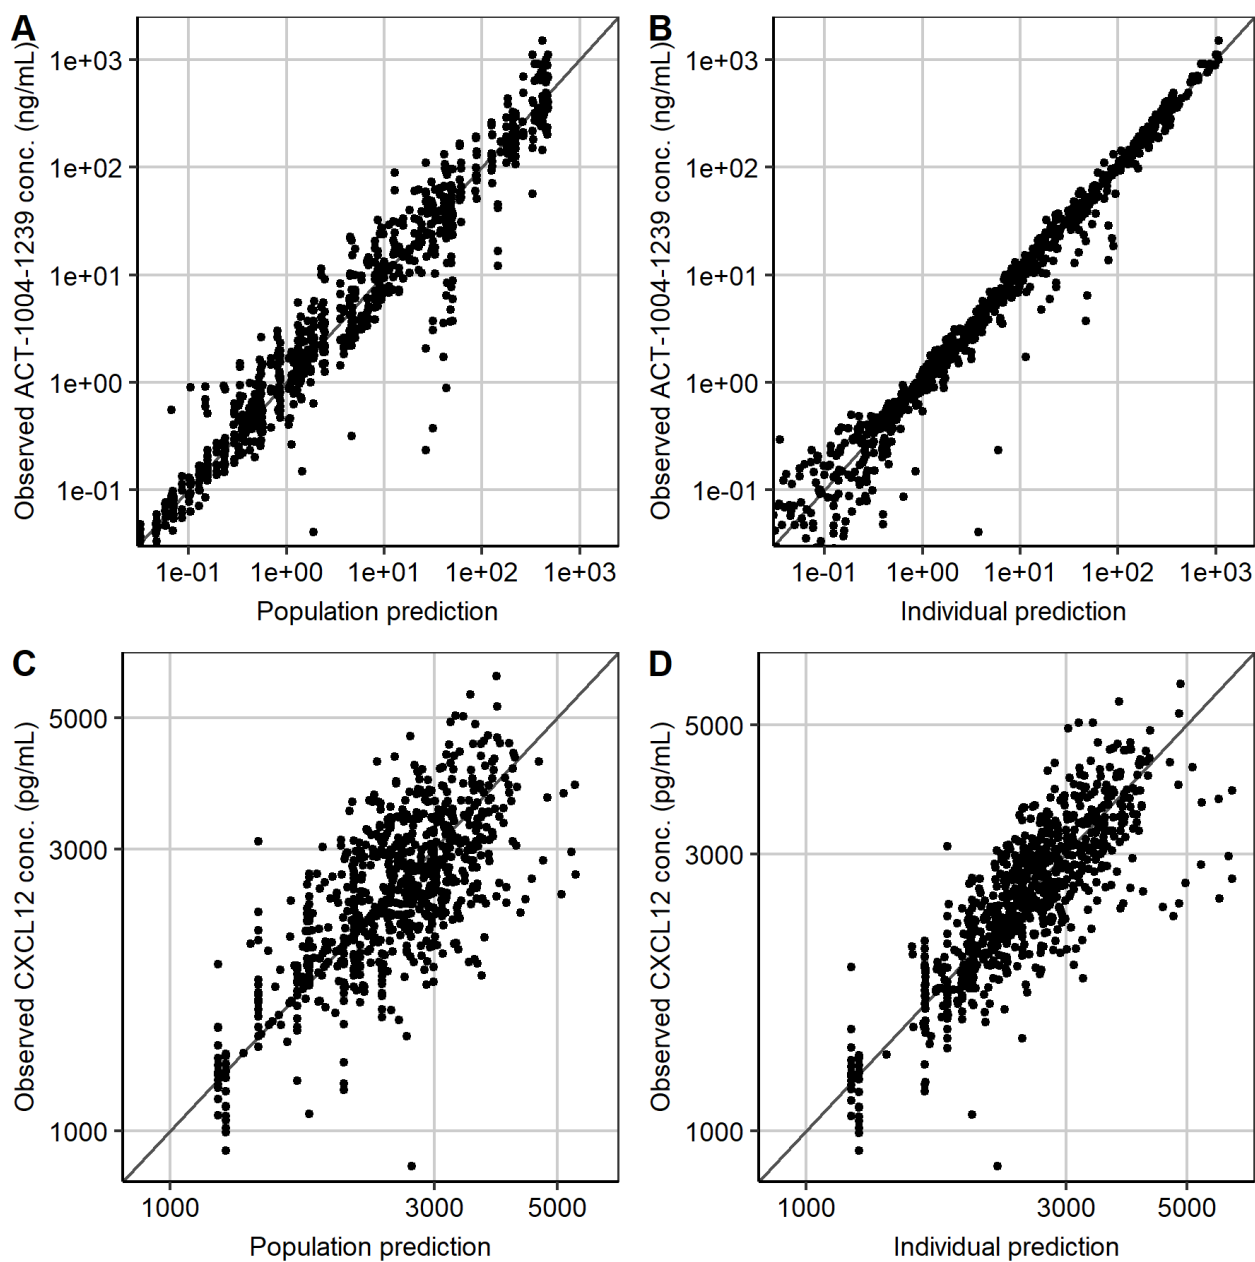 A
Observed ACT-1004-1239 conc. (ng/mL)
1e+03
1e+02
1e+01
1e+00
1e-01
1e-01 1e+00 1e+01 1e+02 1e+03
Population prediction
B
Observed ACT-1004-1239 conc. (ng/mL)
1e+03
1e+02
1e+01
1e+00
1e-01
1e-01 1e+00 1e+01 1e+02 1e+03
Individual prediction
C
Observed CXCL12 conc. (pg/mL)
5000
3000
1000
1000 3000 5000
Population prediction
D
Observed CXCL12 conc. (pg/mL)
5000
3000
1000
1000 3000 5000
Individual prediction